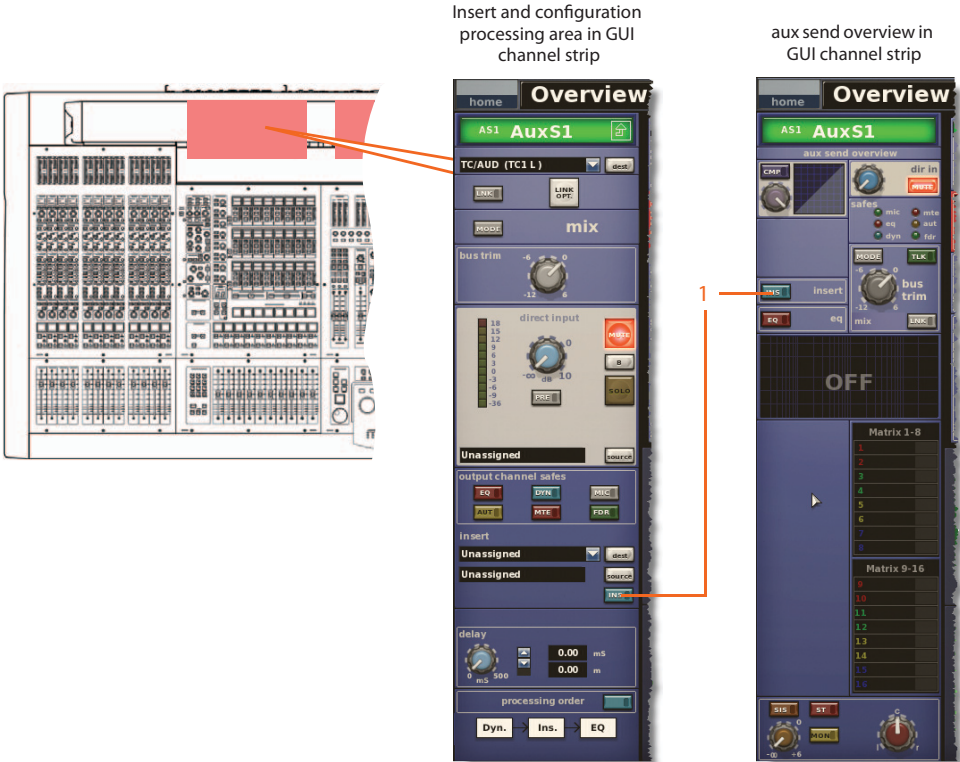 Insert and configuration
processing area in GUI
channel strip
aux send overview in
GUI channel strip
home
Overview
AS1 AuxS1
TC/AUD (TC1 L )
dest
LNK
LINK
OPT.
MODE
mix
bus trim
-6
0
-12
6
direct input
18
15
12
9
6
3
0
-3
-6
-9
-36
0
-∞
dB
10
PRE
MUTE
B
SOLO
Unassigned
source
output channel safes
EQ
DYN
MIC
AUT
MTE
FDR
insert
Unassigned
dest
Unassigned
source
INS
delay
0
mS
500
0.00 mS
0.00 m
processing order
Dyn.
Ins.
EQ
1
home
Overview
AS1 AuxS1
aux send overview
CMP
dir in
MUTE
safes
mic
mte
eq
aut
dyn
fdr
MODE
TLK
-6
0
bus
trim
-12
6
mix
LNK
INS
insert
EQ
eq
OFF
Matrix 1-8
1
2
3
4
5
6
7
8
Matrix 9-16
9
10
11
12
13
14
15
16
SIS
ST
MON
0
-∞
+6
C
l
r